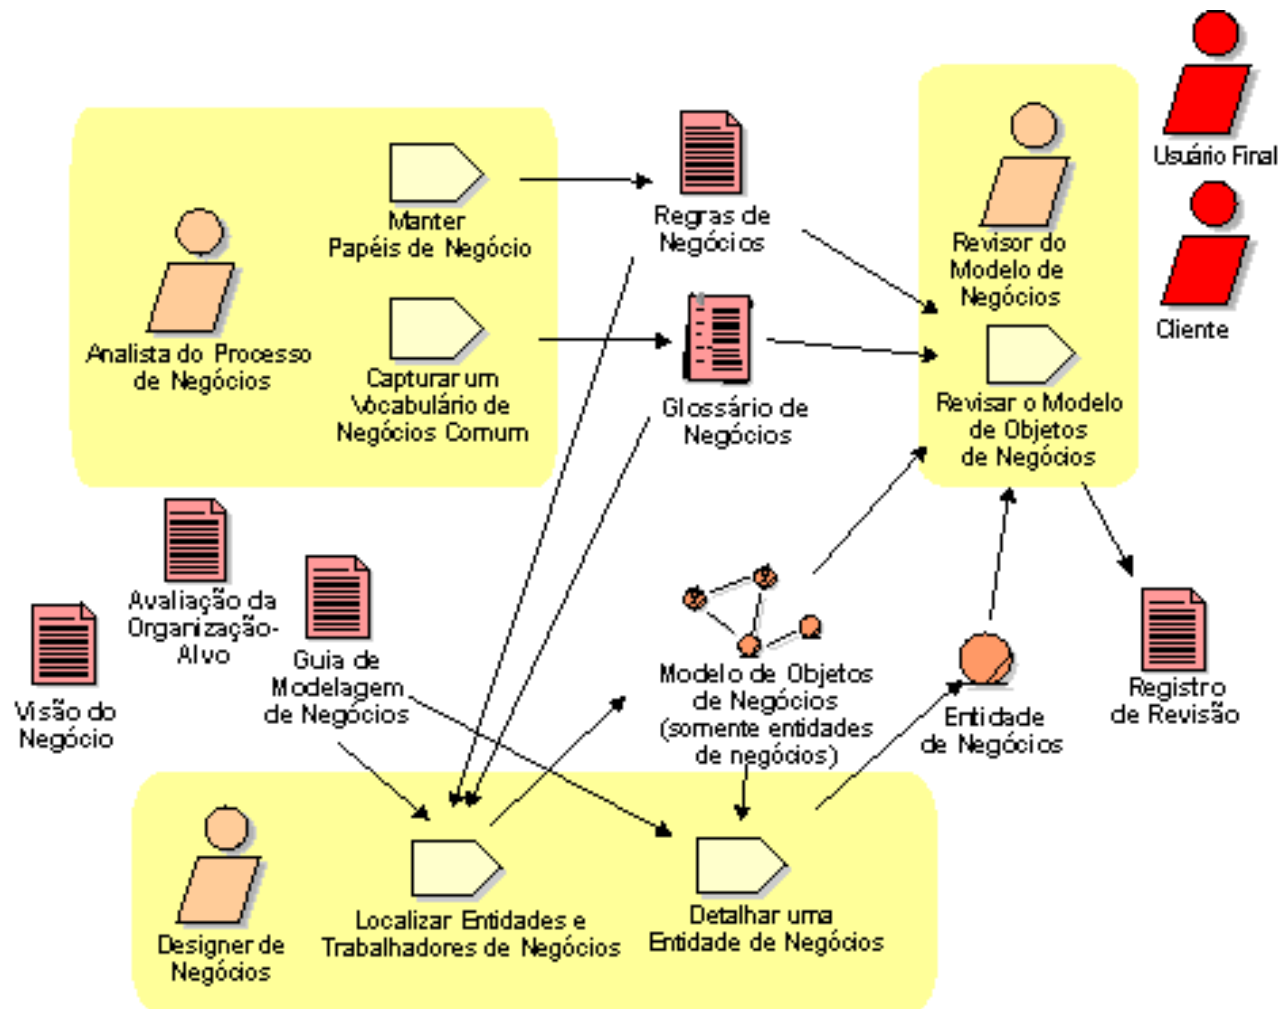 Usuário Final
Manter
Papéis de Negócio
Regras de
Negócios
Revisor do
Modelo de
Negócios
Cliente
Analista do Processo
de Negócios
Capturar um
Vocabulário de
Negócios Comum
Glossário de
Negócios
Revisar o Modelo
de Objetos
de Negócios
Avaliação da
Organização-
Alvo
Visão do
Negócio
Guia de
Modelagem
de Negócios
Modelo de Objetos
de Negócios
(somente entidades
de negócios)
Entidade
de Negócios
Registro
de Revisão
Designer de
Negócios
Localizar Entidades e
Trabalhadores de Negócios
Detalhar uma
Entidade de Negócios